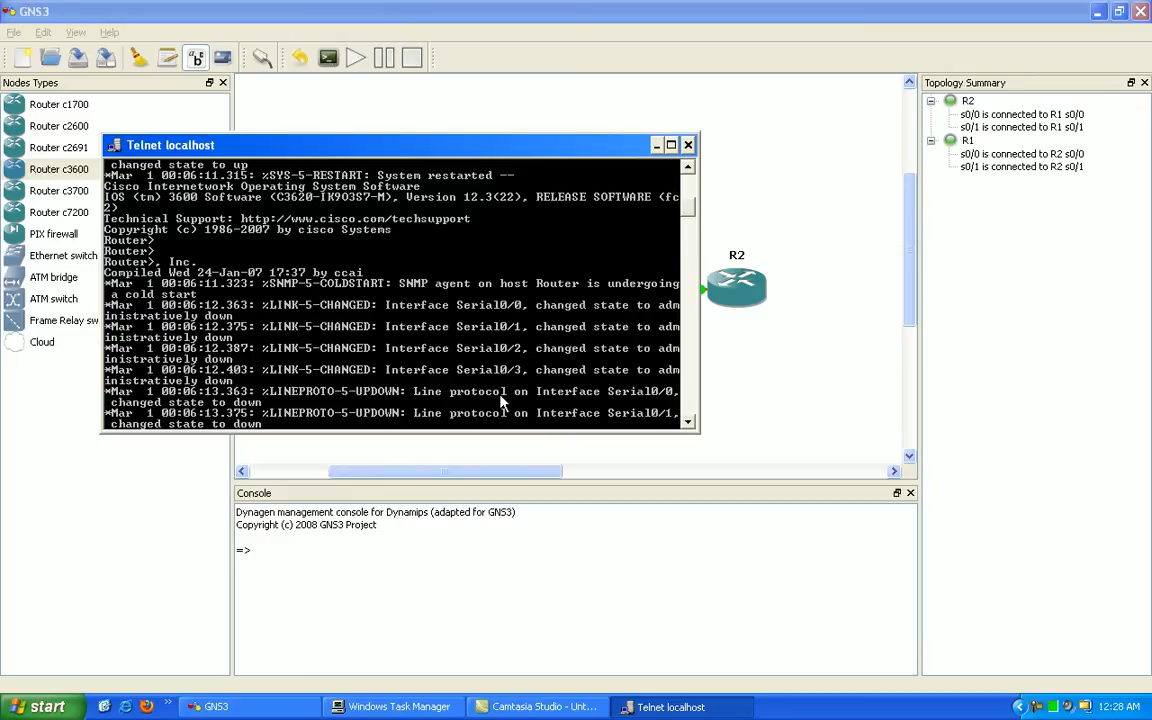 GNS3
File Edit View Help
Nodes Types
Router c1700
Router c2600
Router c2691
Router c3600
Router c3700
Router c7200
PIX firewall
Ethernet switch
ATM bridge
ATM switch
Frame Relay sw
Cloud
Telnet localhost
changed state to up
*Mar  1 00:06:11.315: %SYS-5-RESTART: System restarted --
Cisco Internetwork Operating System Software
IOS (tm) 3600 Software (C3620-IK9O3S7-M), Version 12.3(22), RELEASE SOFTWARE (fc
2)
Technical Support: http://www.cisco.com/techsupport
Copyright (c) 1986-2007 by cisco Systems
Router>
Router>
Router>, Inc.
Compiled Wed 24-Jan-07 17:37 by ccai
*Mar  1 00:06:11.323: %SNMP-5-COLDSTART: SNMP agent on host Router is undergoing
a cold start
*Mar  1 00:06:12.363: %LINK-5-CHANGED: Interface Serial0/0, changed state to adm
inistratively down
*Mar  1 00:06:12.375: %LINK-5-CHANGED: Interface Serial0/1, changed state to adm
inistratively down
*Mar  1 00:06:12.387: %LINK-5-CHANGED: Interface Serial0/2, changed state to adm
inistratively down
*Mar  1 00:06:12.403: %LINK-5-CHANGED: Interface Serial0/3, changed state to adm
inistratively down
*Mar  1 00:06:13.363: %LINEPROTO-5-UPDOWN: Line protocol on Interface Serial0/0,
changed state to down
*Mar  1 00:06:13.375: %LINEPROTO-5-UPDOWN: Line protocol on Interface Serial0/1,
changed state to down
R2
Topology Summary
R2
s0/0 is connected to R1 s0/0
s0/1 is connected to R1 s0/1
R1
s0/0 is connected to R2 s0/0
s0/1 is connected to R2 s0/1
Console
Dynagen management console for Dynamips (adapted for GNS3)
Copyright (c) 2008 GNS3 Project
=>
start
GNS3
Windows Task Manager
Camtasia Studio - Unt...
Telnet localhost
12:28 AM